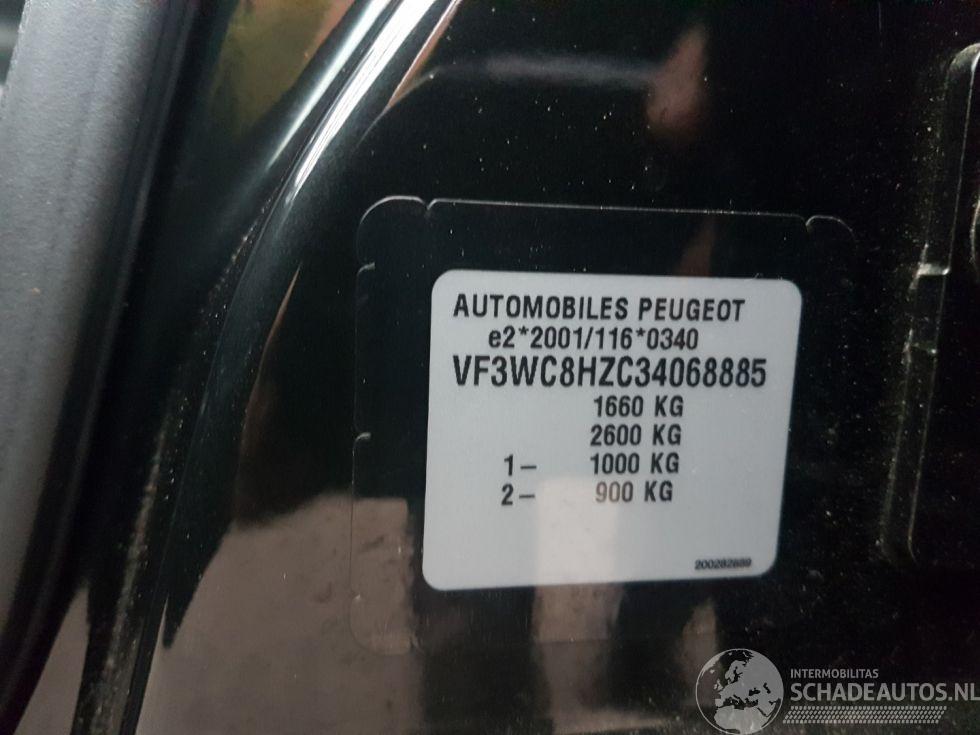 AUTOMOBILES PEUGEOT
e2*2001/116*0340
VF3WC8HZC34068885
1660 KG
2600 KG
1- 1000 KG
2- 900 KG
200282689
INTERMOBILITAS
SCHADEAUTOS.NL